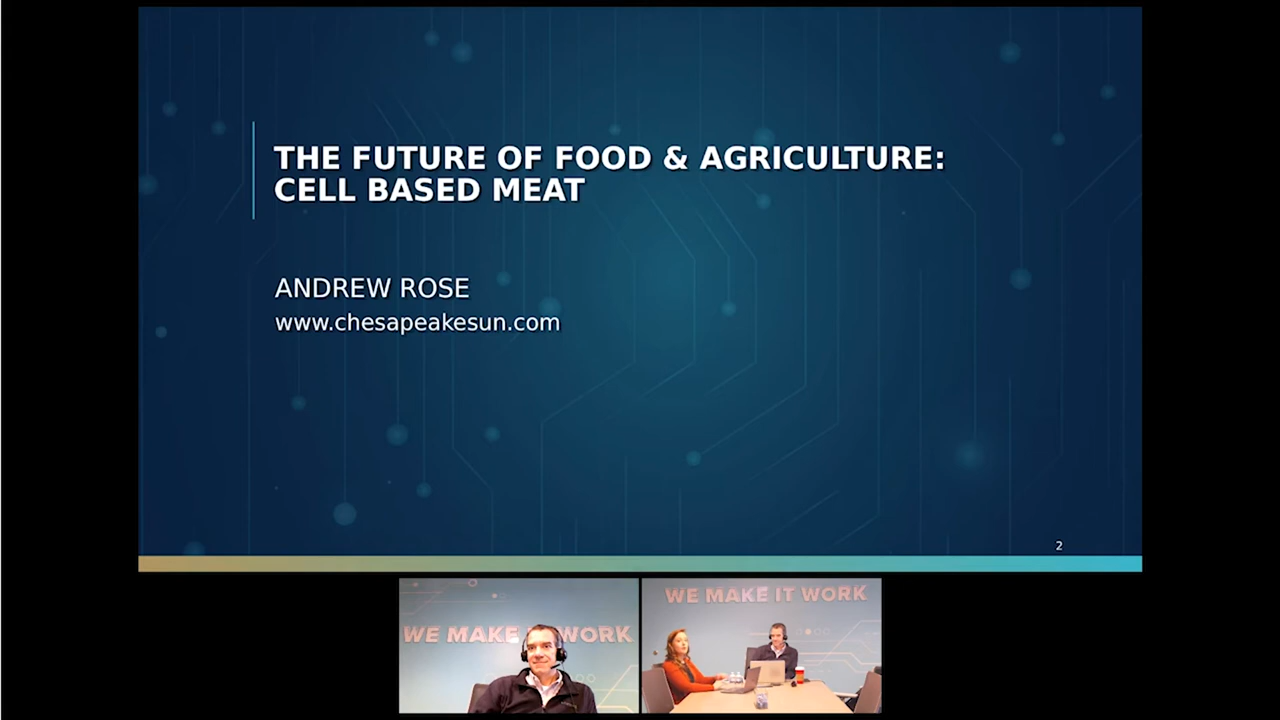 THE FUTURE OF FOOD & AGRICULTURE:
CELL BASED MEAT
ANDREW ROSE
www.chesapeakesun.com
2
WE MAKE WORK
WE MAKE IT WORK